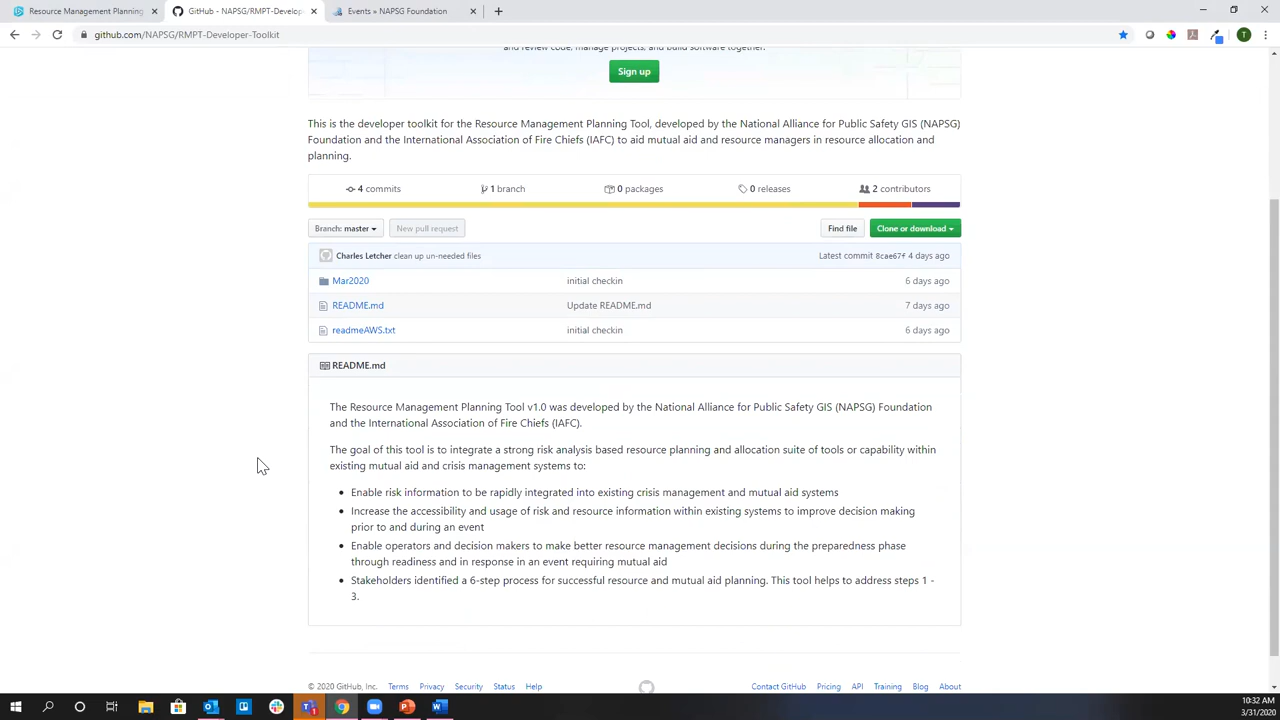 Resource Management Planning
GitHub - NAPSG/RMPT-Develope
Events » NAPSG Foundation
github.com/NAPSG/RMPT-Developer-Toolkit
T
and review code, manage projects, and build software together.
Sign up
This is the developer toolkit for the Resource Management Planning Tool, developed by the National Alliance for Public Safety GIS (NAPSG)
Foundation and the International Association of Fire Chiefs (IAFC) to aid mutual aid and resource managers in resource allocation and
planning.
4 commits 1 branch 0 packages 0 releases 2 contributors
Branch: master New pull request Find file Clone or download
Charles Letcher clean up un-needed files Latest commit 8cae67f 4 days ago
Mar2020 initial checkin 6 days ago
README.md Update README.md 7 days ago
readmeAWS.txt initial checkin 6 days ago
README.md
The Resource Management Planning Tool v1.0 was developed by the National Alliance for Public Safety GIS (NAPSG) Foundation
and the International Association of Fire Chiefs (IAFC).
The goal of this tool is to integrate a strong risk analysis based resource planning and allocation suite of tools or capability within
existing mutual aid and crisis management systems to:
• Enable risk information to be rapidly integrated into existing crisis management and mutual aid systems
• Increase the accessibility and usage of risk and resource information within existing systems to improve decision making
prior to and during an event
• Enable operators and decision makers to make better resource management decisions during the preparedness phase
through readiness and in response in an event requiring mutual aid
• Stakeholders identified a 6-step process for successful resource and mutual aid planning. This tool helps to address steps 1 -
3.
© 2020 GitHub, Inc. Terms Privacy Security Status Help Contact GitHub Pricing API Training Blog About
10:32 AM
3/31/2020